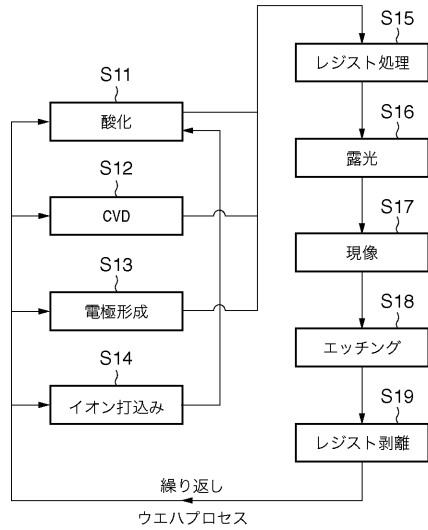 S11
酸化
S12
CVD
S13
電極形成
S14
イオン打込み
S15
レジスト処理
S16
露光
S17
現像
S18
エッチング
S19
レジスト剥離
繰り返し
ウエハプロセス